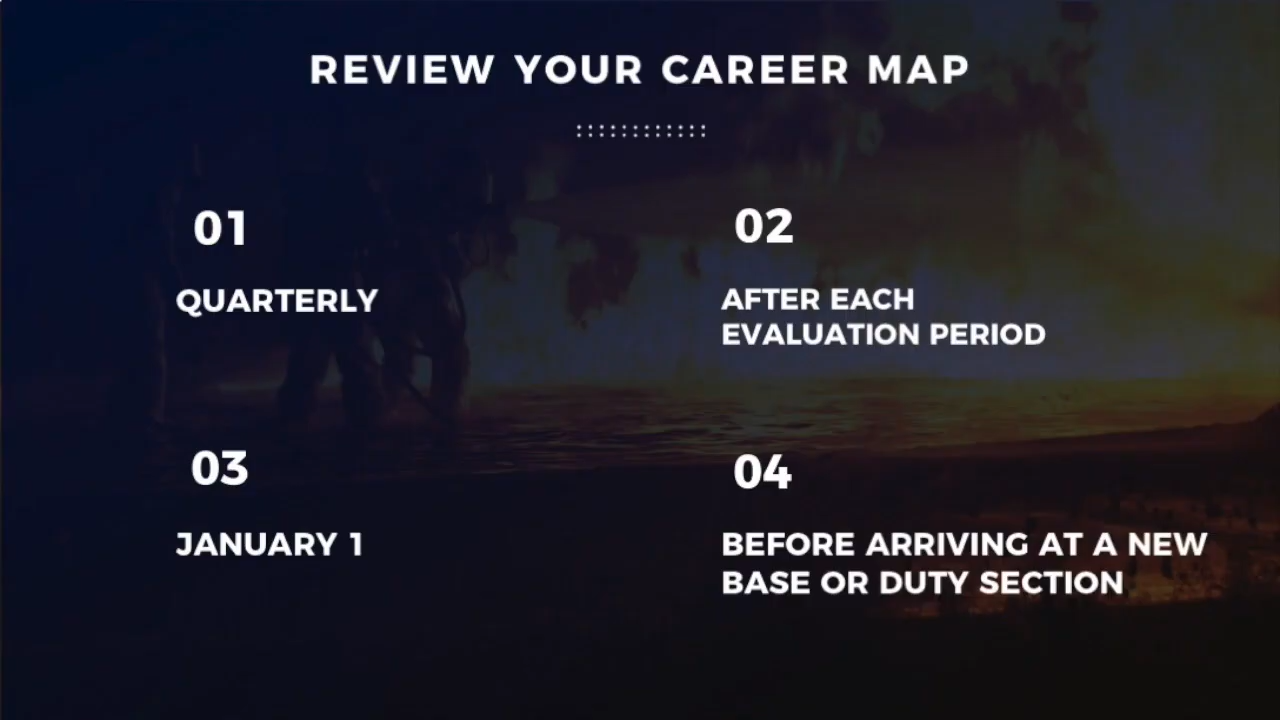 REVIEW YOUR CAREER MAP
01
QUARTERLY
02
AFTER EACH
EVALUATION PERIOD
03
JANUARY 1
04
BEFORE ARRIVING AT A NEW
BASE OR DUTY SECTION